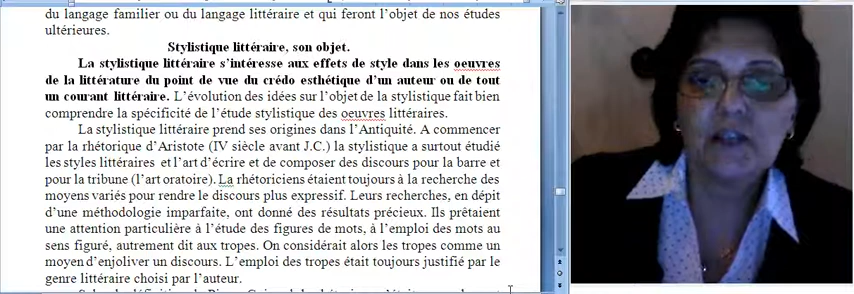 du langage familier ou du langage littéraire et qui feront l'objet de nos études
ultérieures.
Stylistique littéraire, son objet.
La stylistique littéraire s'intéresse aux effets de style dans les oeuvres
de la littérature du point de vue du crédo esthétique d'un auteur ou de tout
un courant littéraire. L'évolution des idées sur l'objet de la stylistique fait bien
comprendre la spécificité de l'étude stylistique des oeuvres littéraires.
La stylistique littéraire prend ses origines dans l'Antiquité. A commencer
par la rhétorique d'Aristote (IV siècle avant J.C.) la stylistique a surtout étudié
les styles littéraires et l'art d'écrire et de composer des discours pour la barre et
pour la tribune (l'art oratoire). La rhétoriciens étaient toujours à la recherche des
moyens variés pour rendre le discours plus expressif. Leurs recherches, en dépit
d'une méthodologie imparfaite, ont donné des résultats précieux. Ils prêtaient
une attention particulière à l'étude des figures de mots, à l'emploi des mots au
sens figuré, autrement dit aux tropes. On considérait alors les tropes comme un
moyen d'enjoliver un discours. L'emploi des tropes était toujours justifié par le
genre littéraire choisi par l'auteur.